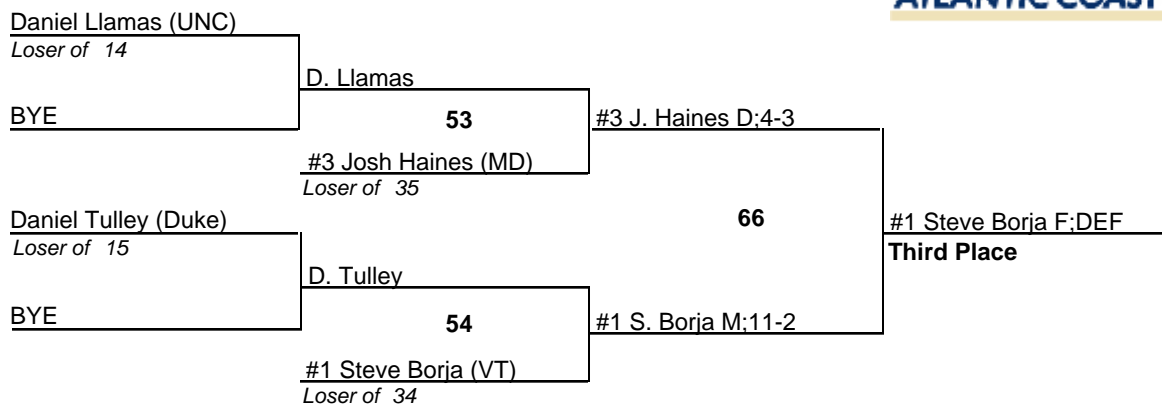 ATLANTIC COAST
Daniel Llamas (UNC)
Loser of 14
D. Llamas
BYE
53
#3 J. Haines D;4-3
#3 Josh Haines (MD)
Loser of 35
Daniel Tulley (Duke)
66
#1 Steve Borja F;DEF
Loser of 15
Third Place
D. Tulley
BYE
54
#1 S. Borja M;11-2
#1 Steve Borja (VT)
Loser of 34